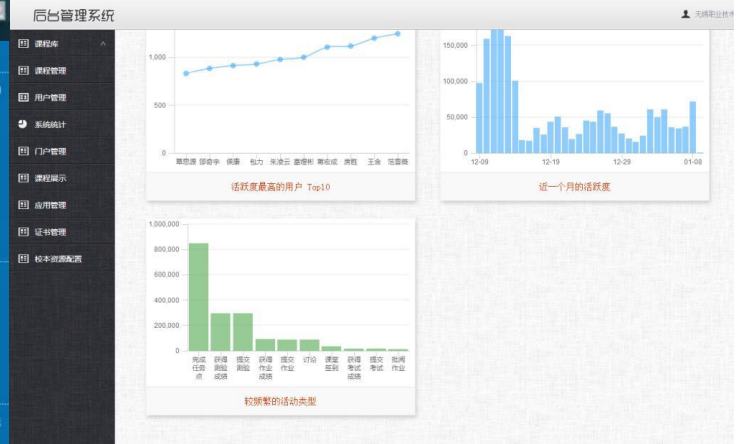 后台管理系统
无锡职业技术
课程库
课程管理
用户管理
系统统计
门户管理
课程展示
应用管理
证书管理
校本资源配置
1,000
500
0
王金
活跃度最高的用户 Top10
150,000
100,000
50,000
0
12-09 12-19 12-29 01-08
近一个月的活跃度
1,000,000
800,000
600,000
400,000
200,000
0
完成任务点 获得测验成绩 提交测验 获得作业成绩 提交作业 讨论 课堂签到 获得考试成绩 提交考试 批阅作业
较频繁的活动类型